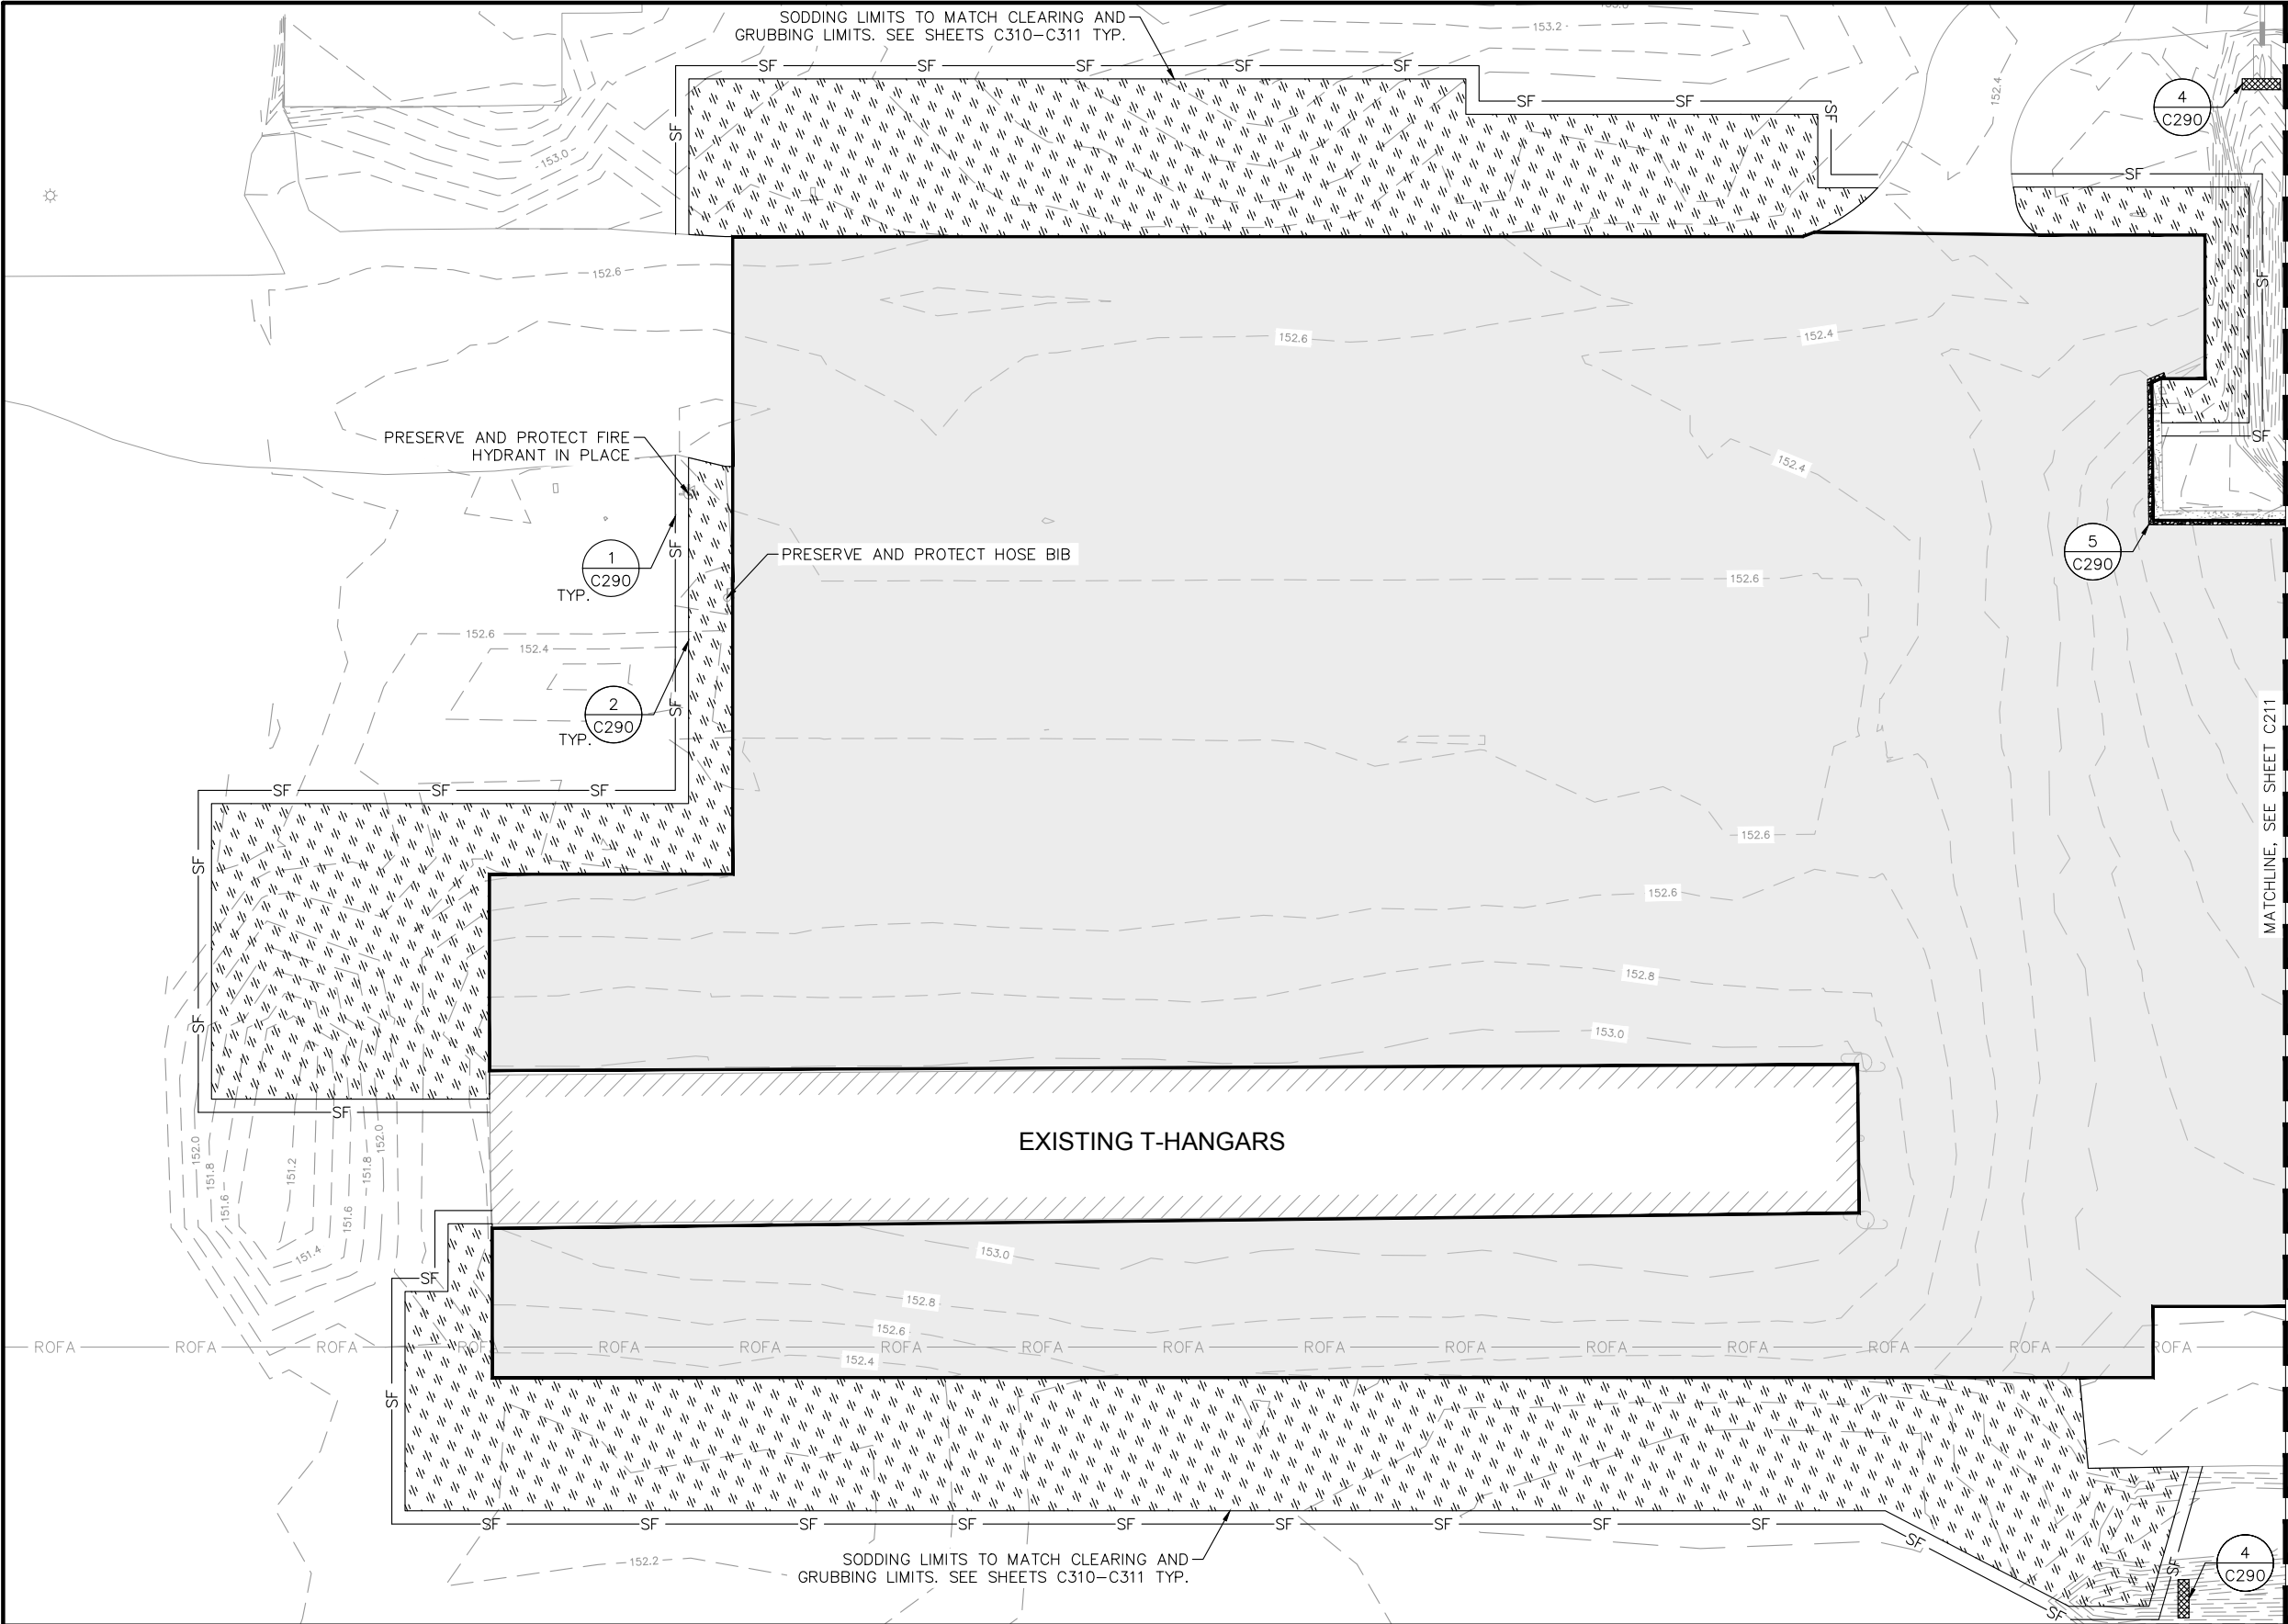 SODDING LIMITS TO MATCH CLEARING AND
GRUBBING LIMITS. SEE SHEETS C310-C311 TYP.
153.2
SF SF SF SF SF
SF SF
SF
SF
152.4
4
C290
153.0
SF
SF
152.6
152.6
152.4
PRESERVE AND PROTECT FIRE
HYDRANT IN PLACE
152.4
SF
1
C290
TYP.
SF
PRESERVE AND PROTECT HOSE BIB
152.6
5
C290
152.6
152.4
2
C290
TYP.
SF
MATCHLINE, SEE SHEET C211
SF SF SF
152.6
SF
152.6
152.8
SF
153.0
SF
EXISTING T-HANGARS
152.0
151.8
151.6
151.2
151.6
151.8
152.0
151.4
SF
153.0
152.8
152.6
ROFA ROFA ROFA ROFA ROFA ROFA ROFA ROFA ROFA ROFA ROFA ROFA ROFA ROFA ROFA ROFA
152.4
SF
SF SF SF SF SF SF SF SF SF
SF
SF
SF
152.2
SODDING LIMITS TO MATCH CLEARING AND
GRUBBING LIMITS. SEE SHEETS C310-C311 TYP.
4
C290